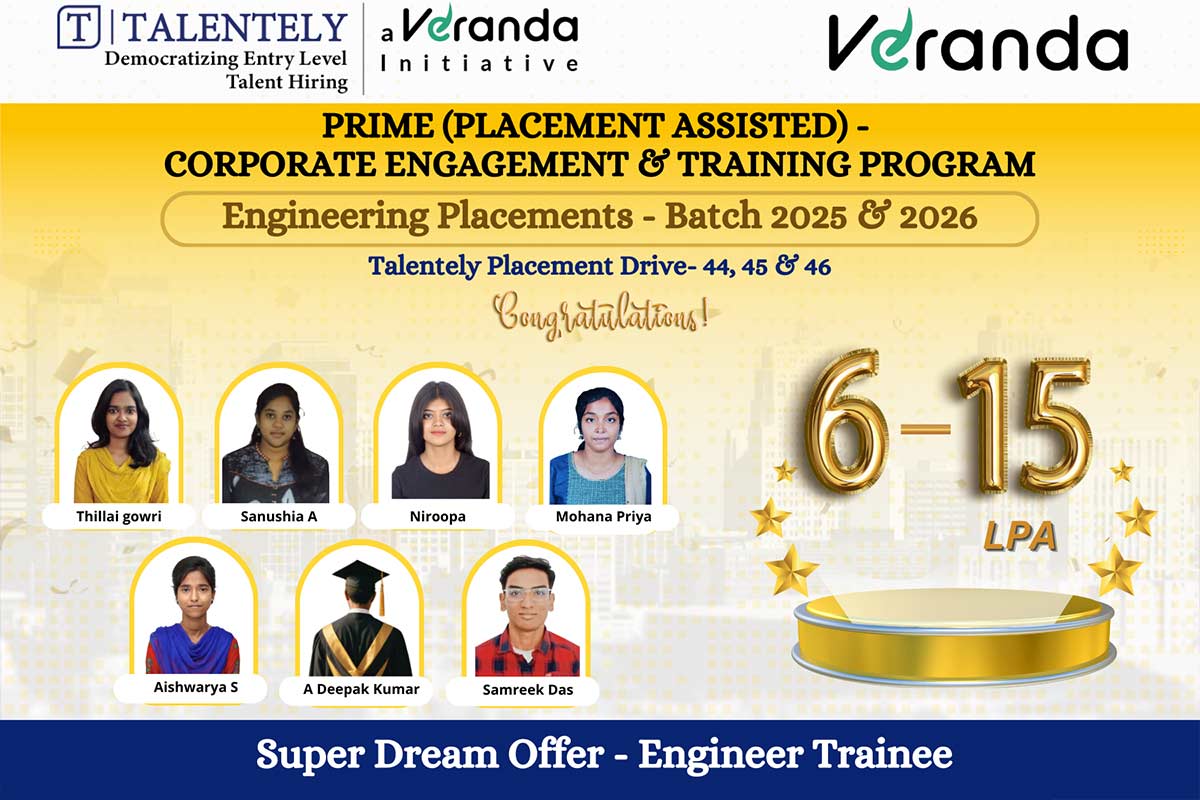 T TALENTELY
Democratizing Entry Level
Talent Hiring
a Veranda
Initiative
Veranda
PRIME (PLACEMENT ASSISTED) -
CORPORATE ENGAGEMENT & TRAINING PROGRAM
Engineering Placements - Batch 2025 & 2026
Talentely Placement Drive- 44, 45 & 46
Congratulations!
6-15
LPA
Thillai gowri
Sanushia A
Niroopa
Mohana Priya
Aishwarya S
A Deepak Kumar
Samreek Das
Super Dream Offer - Engineer Trainee